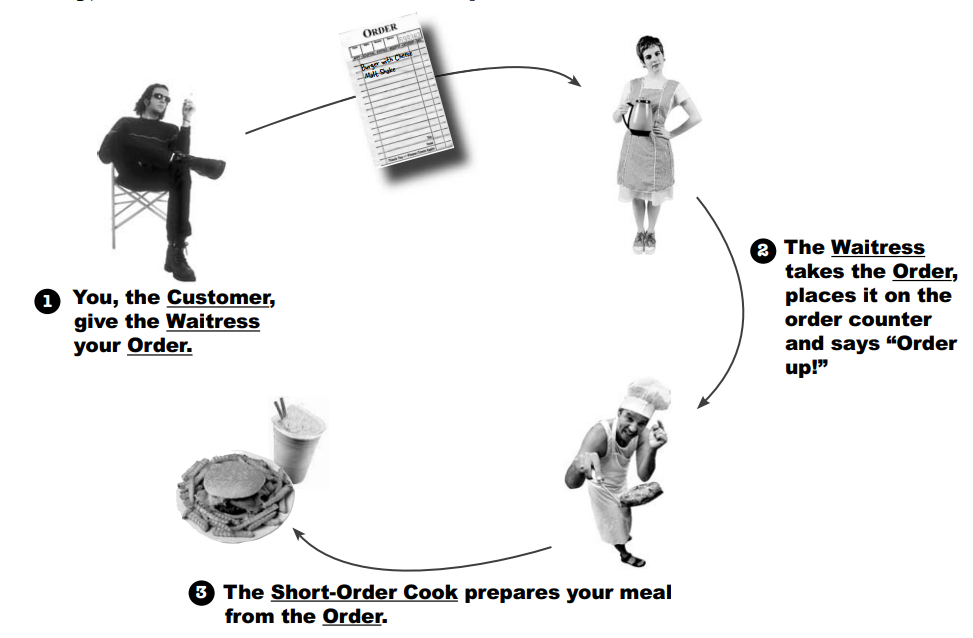 ORDER
Burger with Cheese
Malt Shake
1 You, the Customer,
give the Waitress
your Order.
2 The Waitress
takes the Order,
places it on the
order counter
and says “Order
up!”
3 The Short-Order Cook prepares your meal
from the Order.